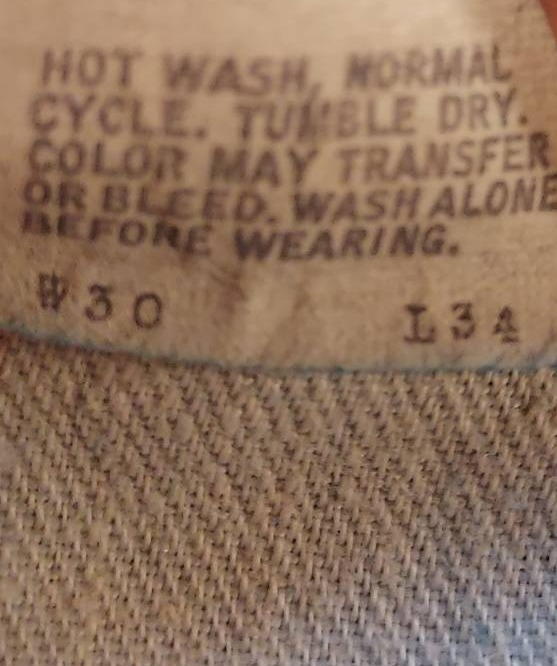 HOT WASH, NORMAL
CYCLE. TUMBLE DRY.
COLOR MAY TRANSFER
OR BLEED. WASH ALONE
BEFORE WEARING.
W30 L34